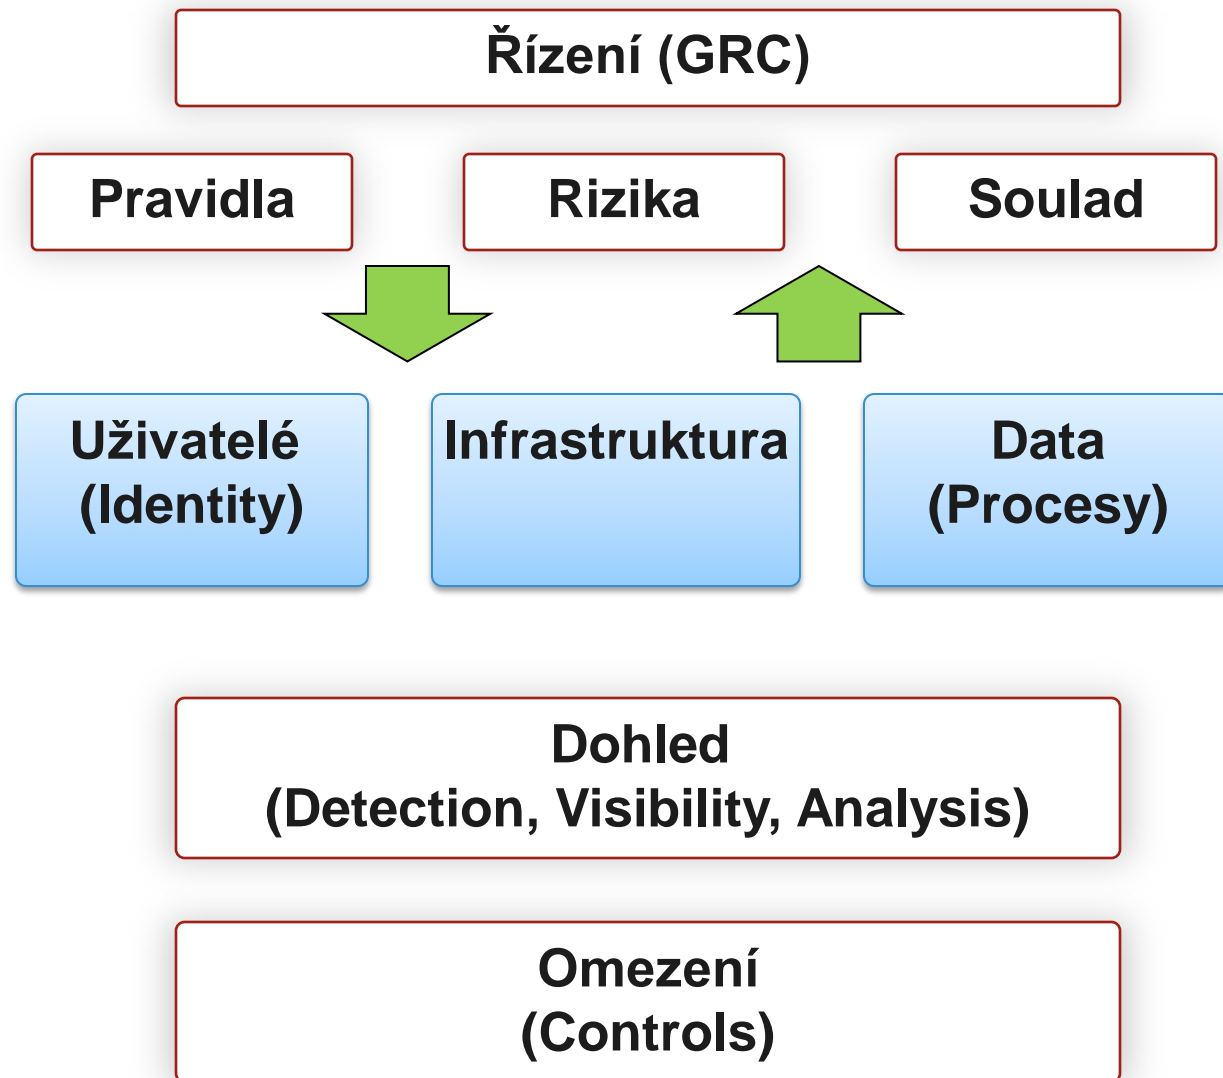 Řízení (GRC)
Pravidla
Rizika
Soulad
Uživatelé
(Identity)
Infrastruktura
Data
(Procesy)
Dohled
(Detection, Visibility, Analysis)
Omezení
(Controls)